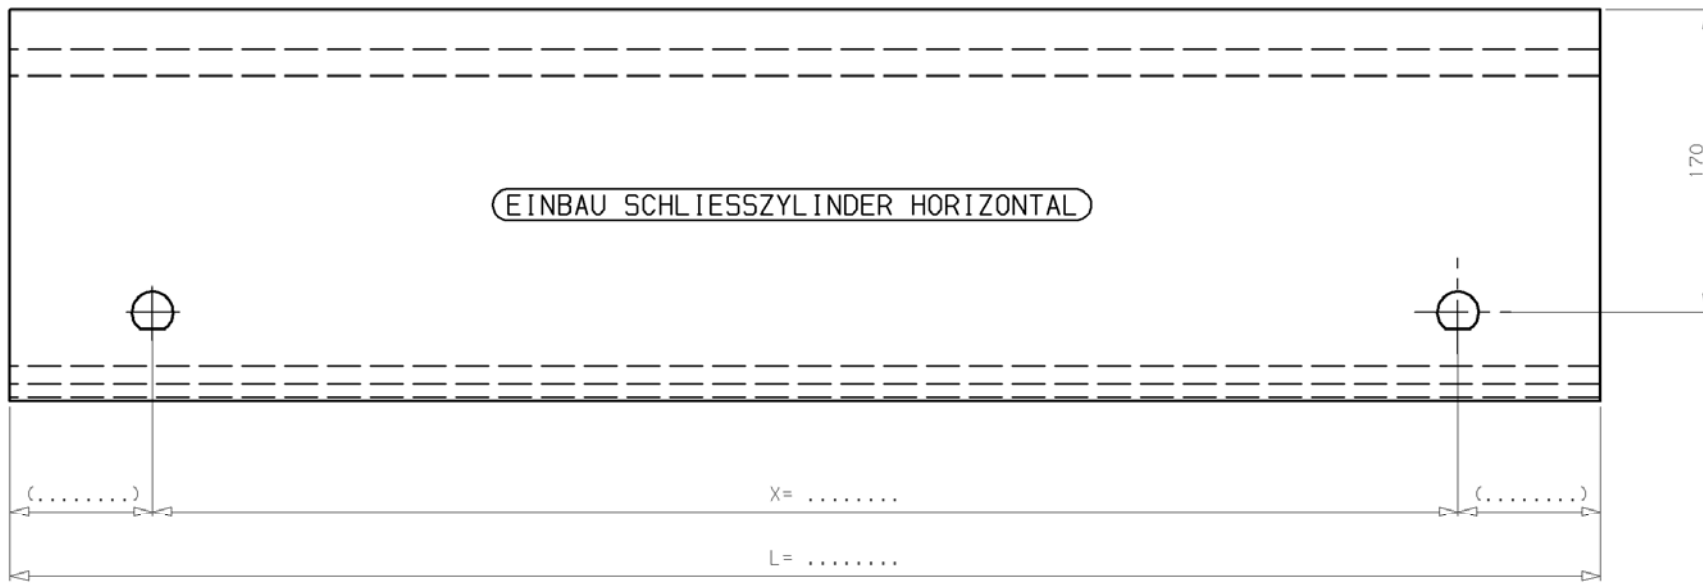 170
EINBAU SCHLIESSZYLINDER HORIZONTAL
(........) X= ........ (........)
L= ........